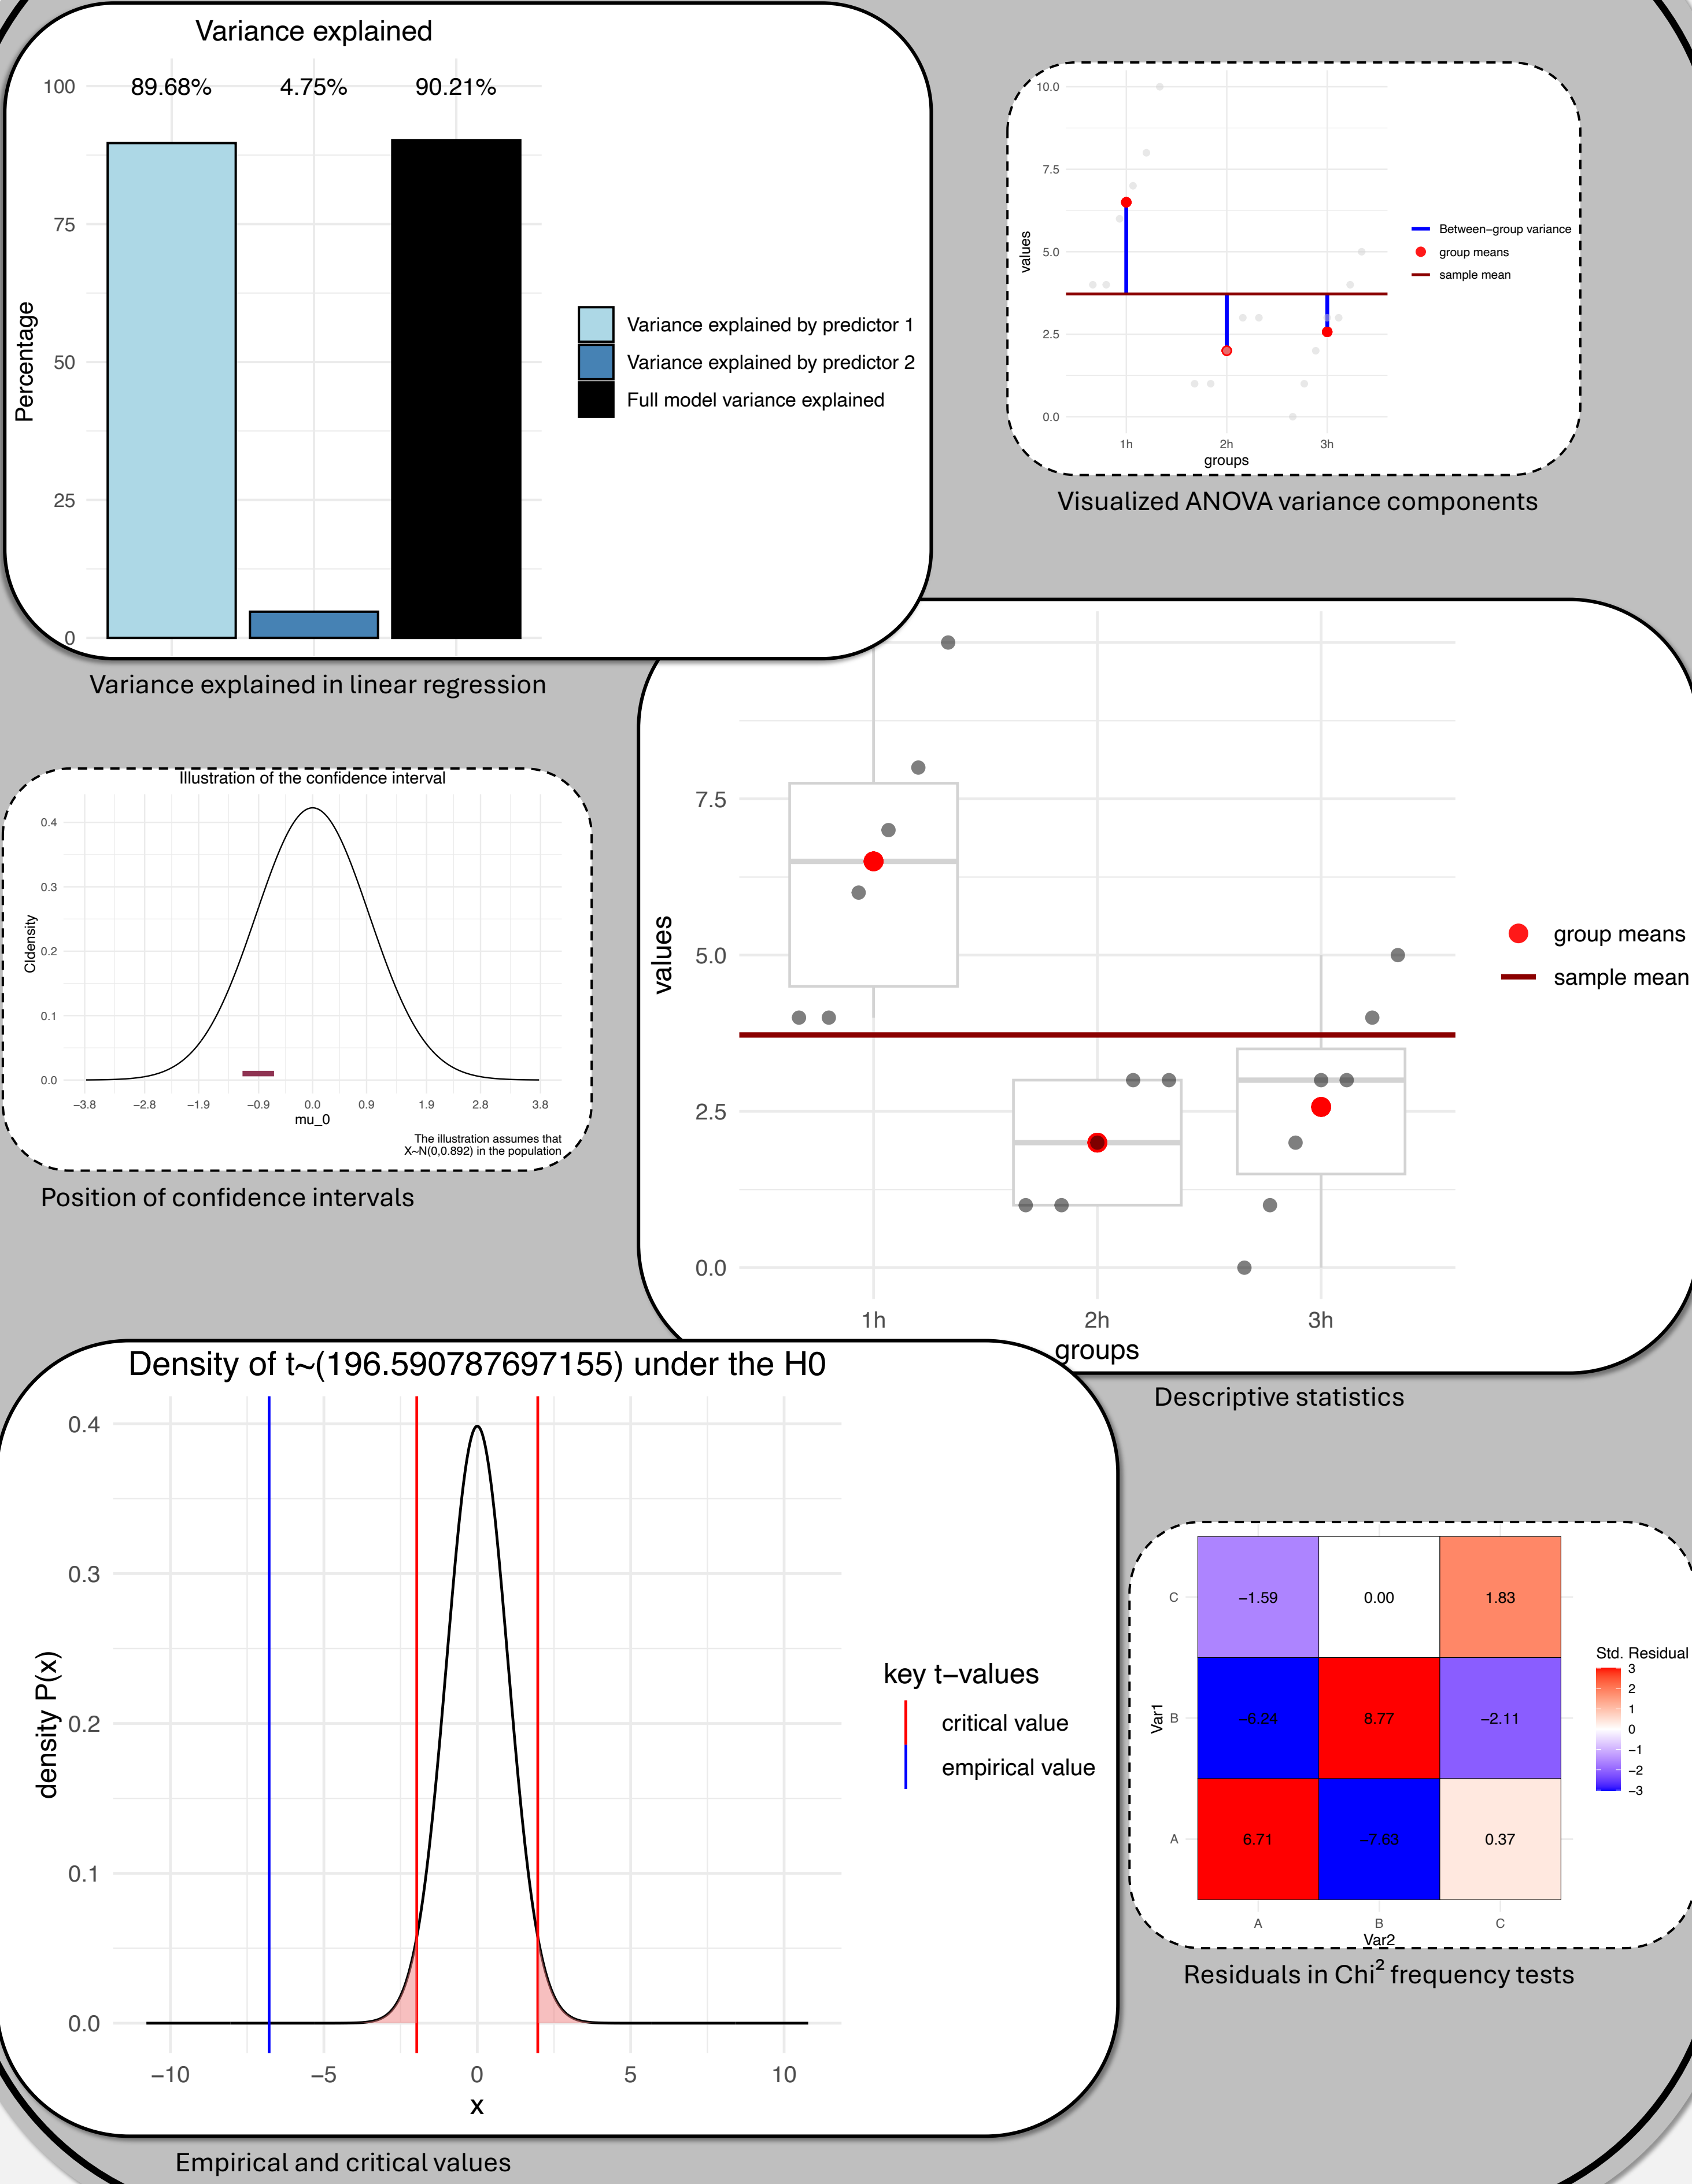 Variance explained
89.68%
4.75%
90.21%
100
75
50
25
0
Percentage
Variance explained by predictor 1
Variance explained by predictor 2
Full model variance explained
Variance explained in linear regression
10.0
7.5
5.0
2.5
0.0
values
1h
2h
3h
groups
Between−group variance
group means
sample mean
Visualized ANOVA variance components
7.5
5.0
2.5
0.0
values
1h
2h
3h
groups
group means
sample mean
Descriptive statistics
Illustration of the confidence interval
0.4
0.3
0.2
0.1
0.0
CIdensity
−3.8
−2.8
−1.9
−0.9
0.0
0.9
1.9
2.8
3.8
mu_0
The illustration assumes that
X~N(0,0.892) in the population
Position of confidence intervals
Density of t~(196.590787697155) under the H0
0.4
0.3
0.2
0.1
0.0
density P(x)
−10
−5
0
5
10
x
key t−values
critical value
empirical value
Empirical and critical values
C
−1.59
0.00
1.83
B
−6.24
8.77
−2.11
A
6.71
−7.63
0.37
Var1
A
B
C
Var2
Std. Residual
3
2
1
0
−1
−2
−3
Residuals in Chi² frequency tests